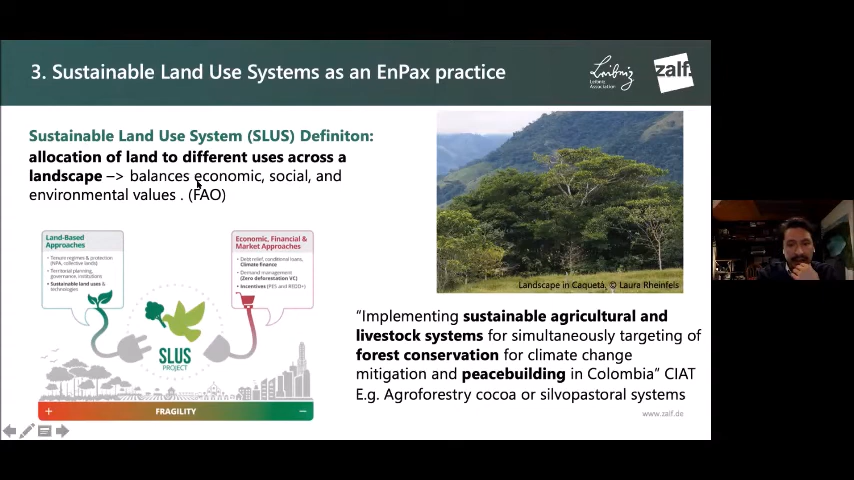 3. Sustainable Land Use Systems as an EnPax practice
Leibniz
Leibniz
Association
zalf.
Sustainable Land Use System (SLUS) Definiton:
allocation of land to different uses across a
landscape –> balances economic, social, and
environmental values . (FAO)
Land-Based
Approaches
• Tenure regimes & protection
(NPA, collective lands)
• Territorial planning,
governance, institutions
• Sustainable land uses &
technologies
Economic, Financial &
Market Approaches
• Debt relief, conditional loans,
Climate finance
• Demand management
(Zero deforestation VC)
• Incentives (PES and REDD+)
SLUS
PROJECT
+ FRAGILITY –
Landscape in Caquetá, © Laura Rheinfels
“Implementing sustainable agricultural and
livestock systems for simultaneously targeting of
forest conservation for climate change
mitigation and peacebuilding in Colombia” CIAT
E.g. Agroforestry cocoa or silvopastoral systems
www.zalf.de